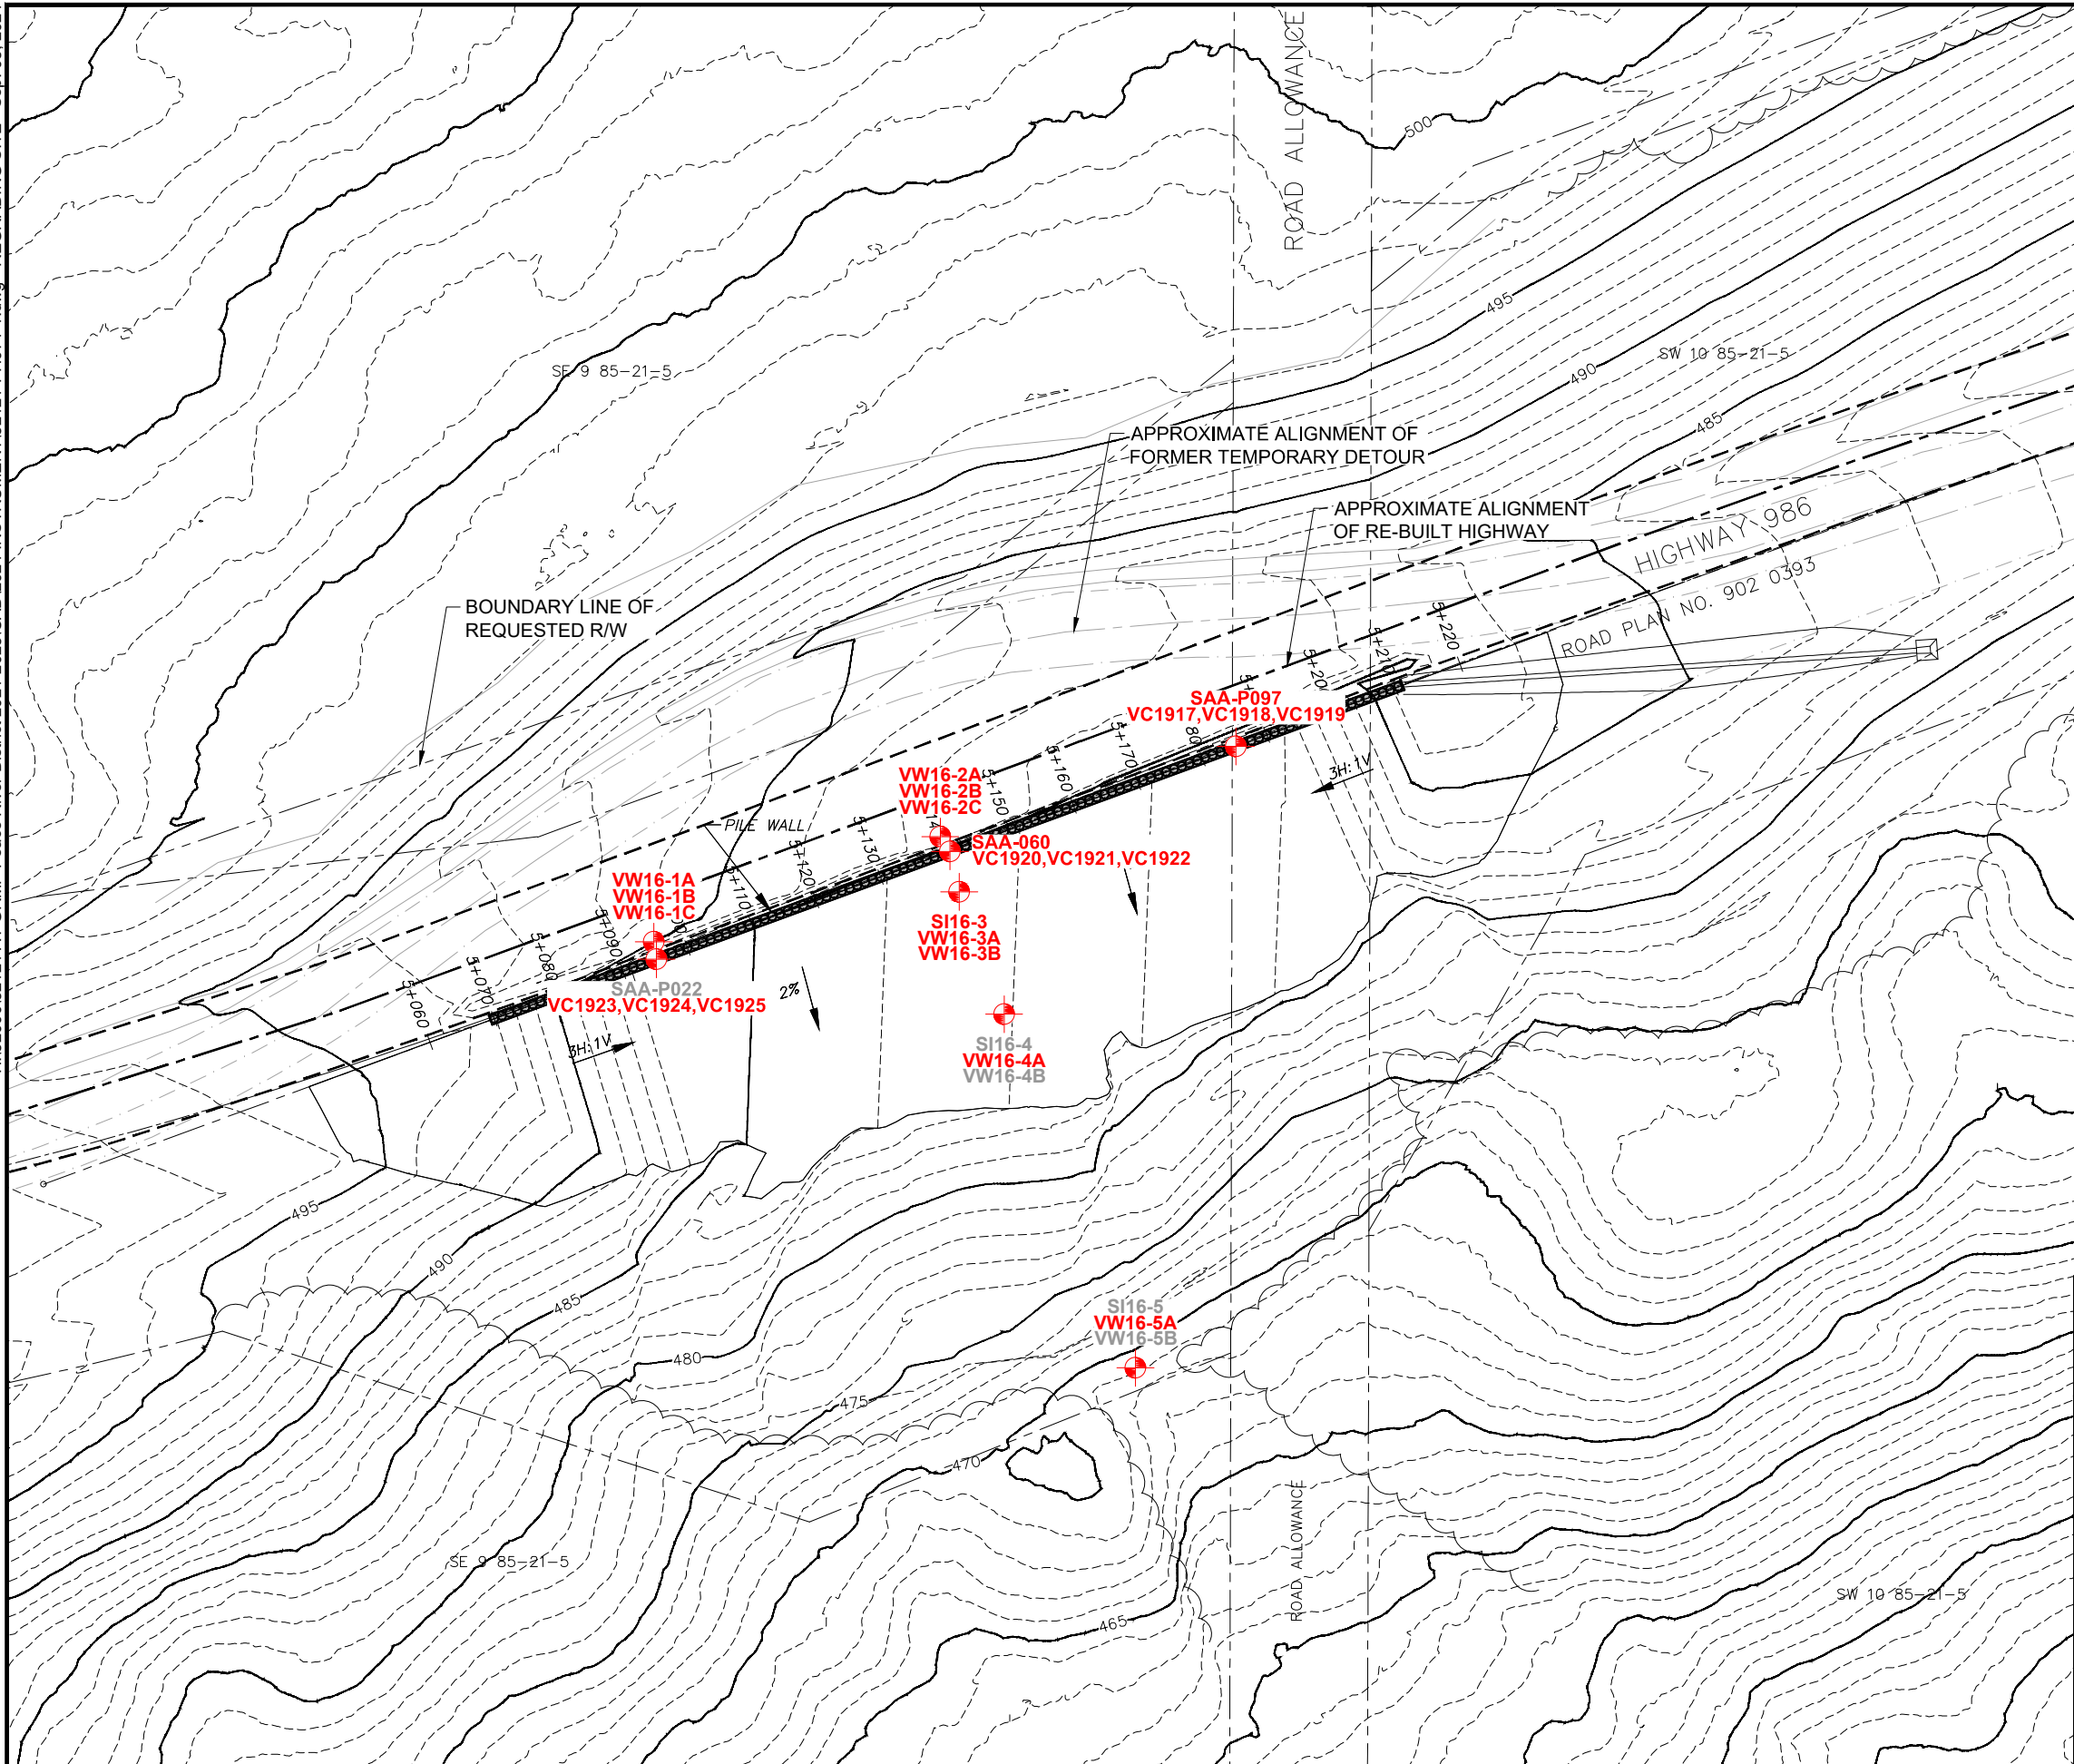 ROAD ALLOWANCE
500
495
SE 9 85-21-5
SW 10 85-21-5
490
485
APPROXIMATE ALIGNMENT OF
FORMER TEMPORARY DETOUR
APPROXIMATE ALIGNMENT
OF RE-BUILT HIGHWAY
HIGHWAY 986
ROAD PLAN NO. 902 0393
BOUNDARY LINE OF
REQUESTED R/W
5+220
5+210
5+20
SAA-P097
VC1917,VC1918,VC1919
80
5+170
5+160
5+150
3H:1V
VW16-2A
VW16-2B
VW16-2C
14
SAA-060
VC1920,VC1921,VC1922
PILE WALL
5+130
5+120
5+110
VW16-1A
VW16-1B
VW16-1C
SI16-3
VW16-3A
VW16-3B
5+090
5+080
5+070
5+060
SAA-P022
VC1923,VC1924,VC1925
2%
3H:1V
SI16-4
VW16-4A
VW16-4B
495
490
485
480
475
470
465
SI16-5
VW16-5A
VW16-5B
ROAD ALLOWANCE
SE 9 85-21-5
SW 10 85-21-5